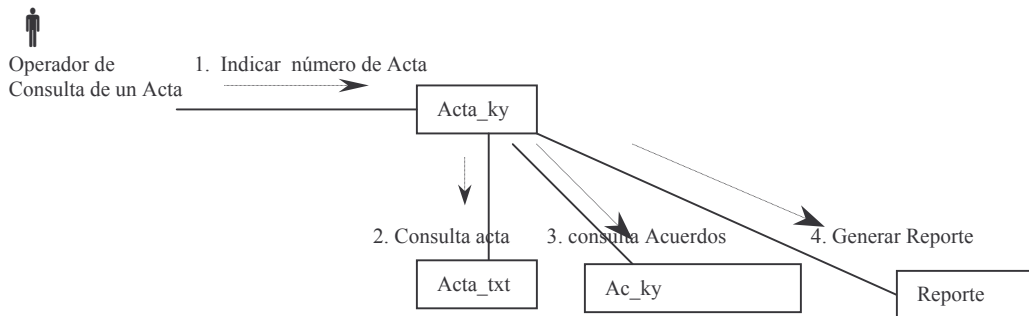 Operador de
Consulta de un Acta
1. Indicar número de Acta
Acta_ky
2. Consulta acta
3. consulta Acuerdos
4. Generar Reporte
Acta_txt
Ac_ky
Reporte